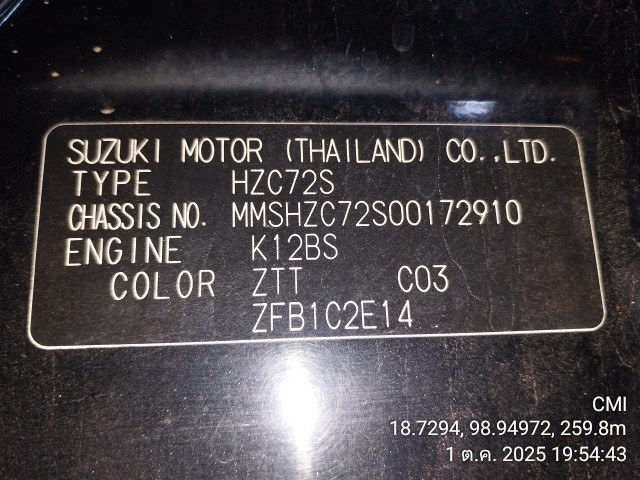 SUZUKI MOTOR (THAILAND) CO.,LTD.
TYPE HZC72S
CHASSIS NO. MMSHZC72S00172910
ENGINE K12BS
COLOR ZTT C03
ZFB1C2E14
CMI
18.7294, 98.94972, 259.8m
1 ต.ค. 2025 19:54:43